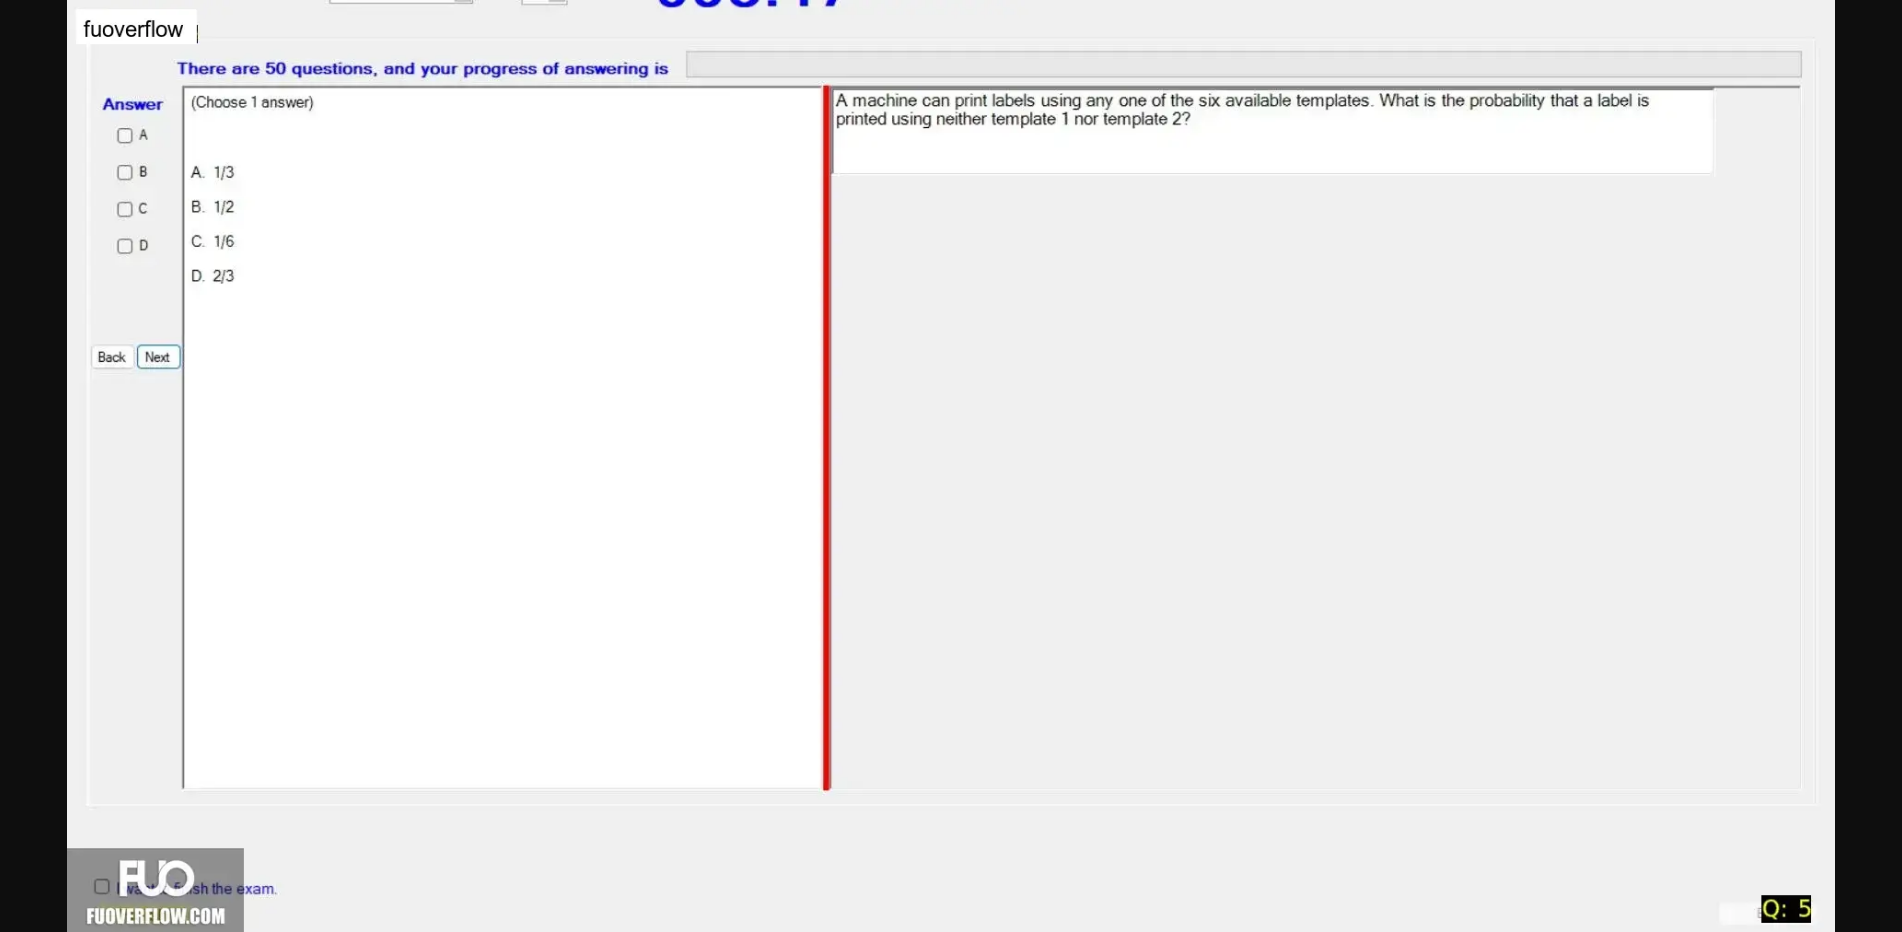 fuoverflow
There are 50 questions, and your progress of answering is
Answer
(Choose 1 answer)
A
B
C
D
A. 1/3
B. 1/2
C. 1/6
D. 2/3
Back Next
A machine can print labels using any one of the six available templates. What is the probability that a label is
printed using neither template 1 nor template 2?
FUO
sh the exam.
FUOVERFLOW.COM
Q: 5